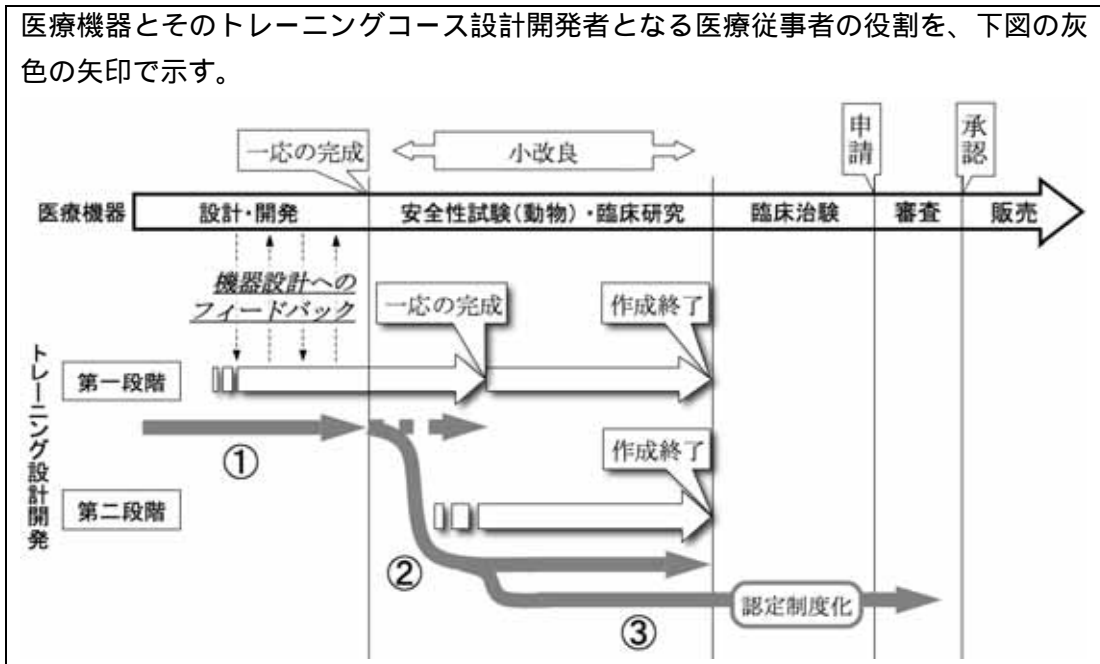 医療機器とそのトレーニングコース設計開発者となる医療従事者の役割を、下図の灰
色の矢印で示す。
一応の完成
小改良
申請
承認
医療機器
設計・開発
安全性試験(動物)・臨床研究
臨床治験
審査
販売
機器設計への
フィードバック
一応の完成
作成終了
トレーニング設計開発
第一段階
①
作成終了
第二段階
②
認定制度化
③